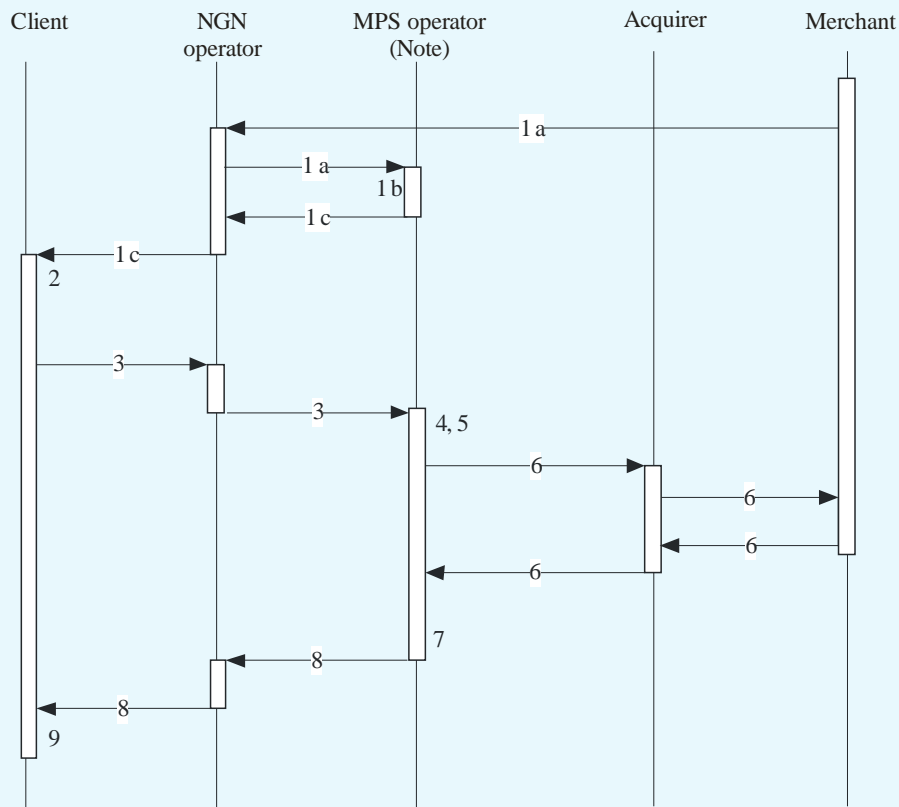 Client
NGN
operator
MPS operator
(Note)
Acquirer
Merchant
1 a
1 a
1 b
1 c
1 c
2
3
3
4, 5
6
6
6
6
7
8
8
9